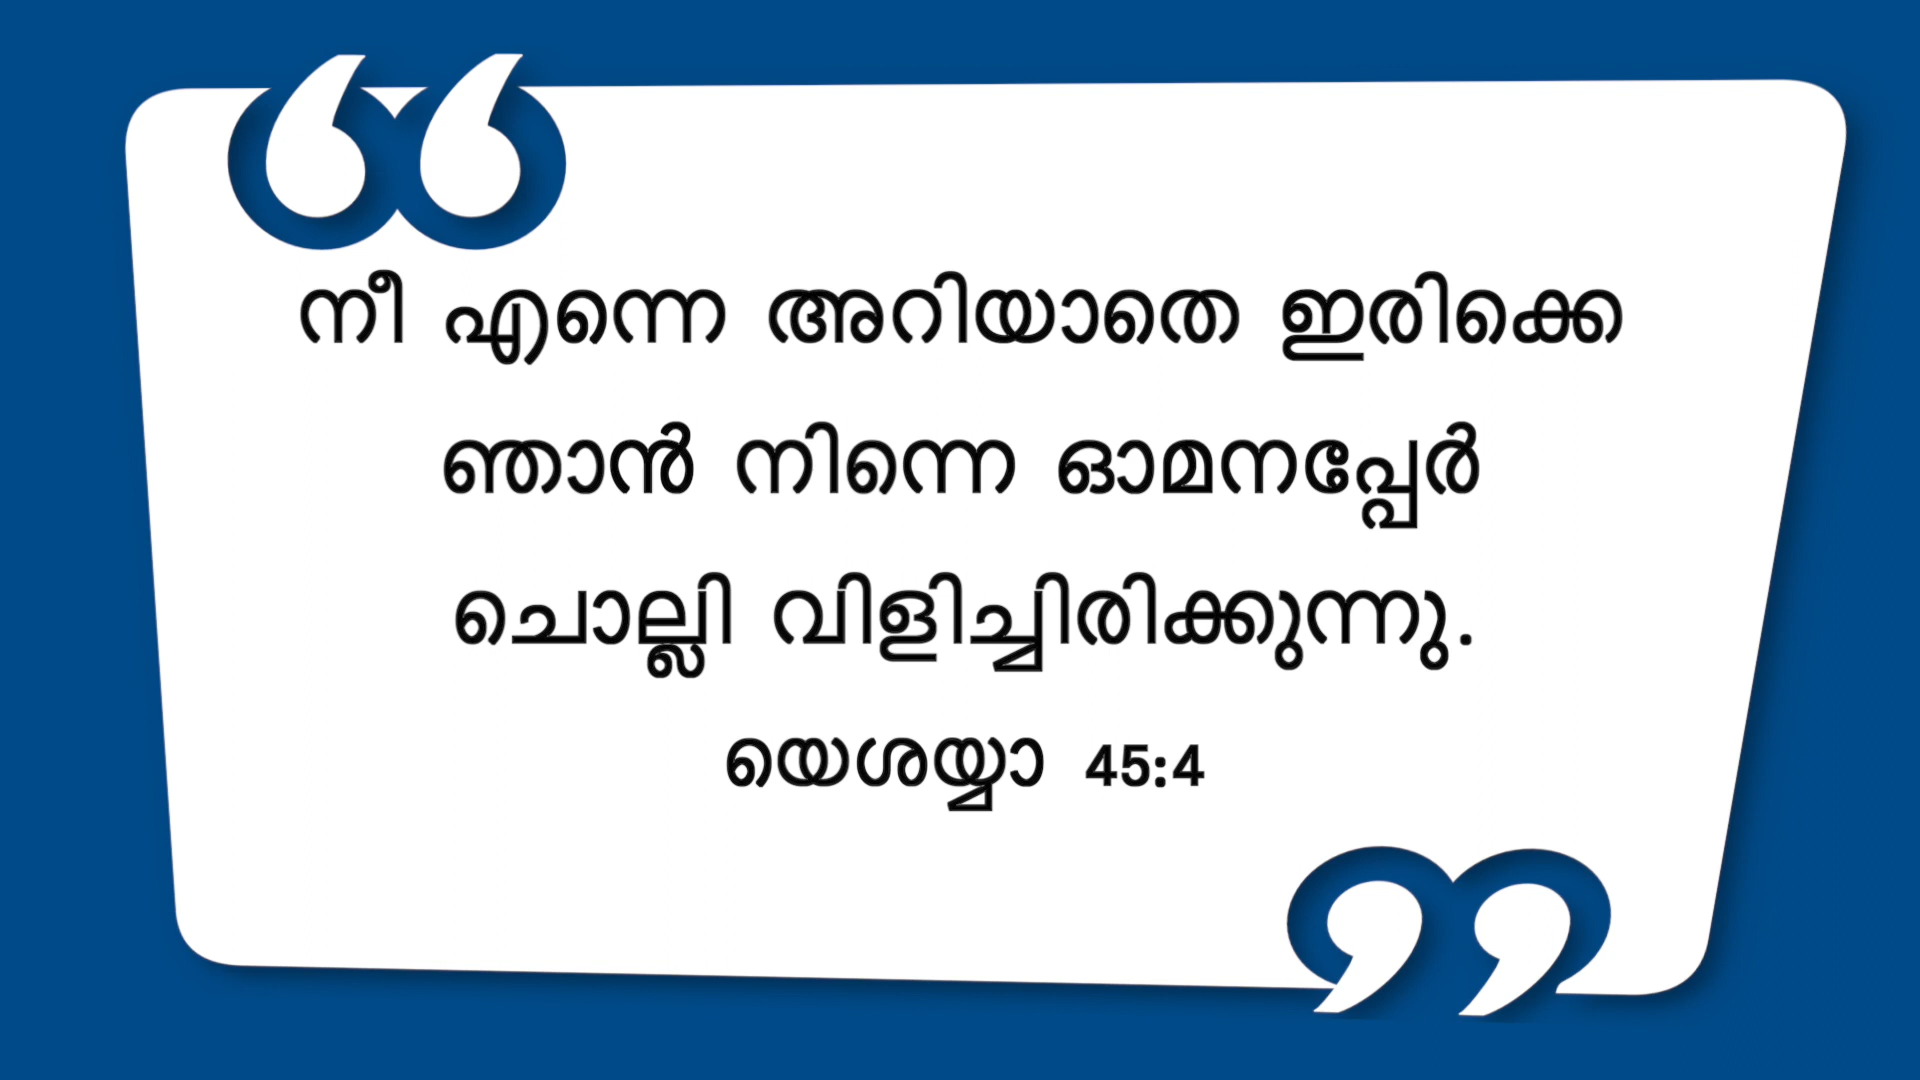 നീ എന്നെ അറിയാതെ ഇരിക്കെ
ഞാൻ നിന്നെ ഓമനപ്പേർ
ചൊല്ലി വിളിച്ചിരിക്കുന്നു.
യെശയ്യാ 45:4